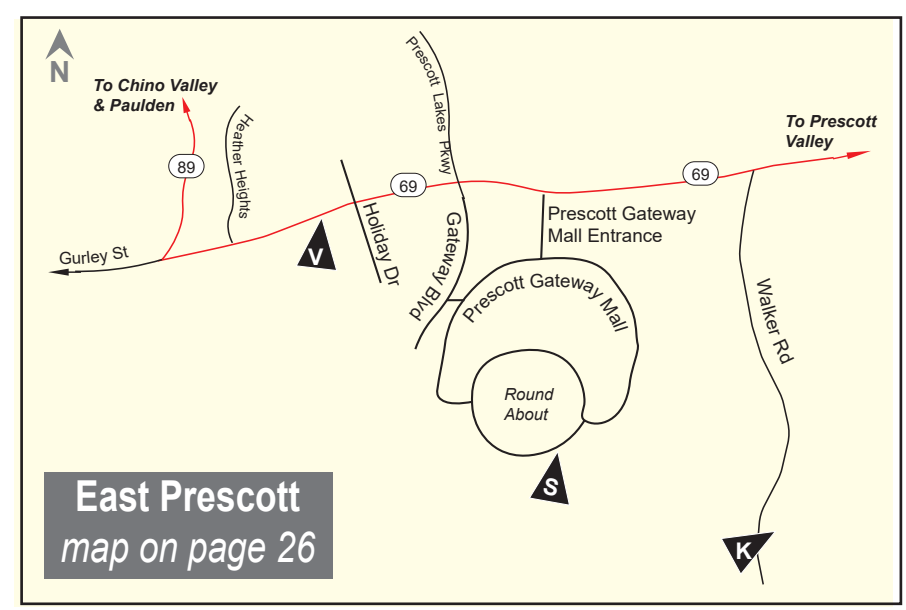 N
To Chino Valley
& Paulden
Prescott Lakes Pkwy
To Prescott
Valley
Heather Heights
89
69
69
Holiday Dr
Gateway Blvd
Prescott Gateway
Mall Entrance
Gurley St
V
Prescott Gateway Mall
Walker Rd
Round
About
S
K
East Prescott
map on page 26